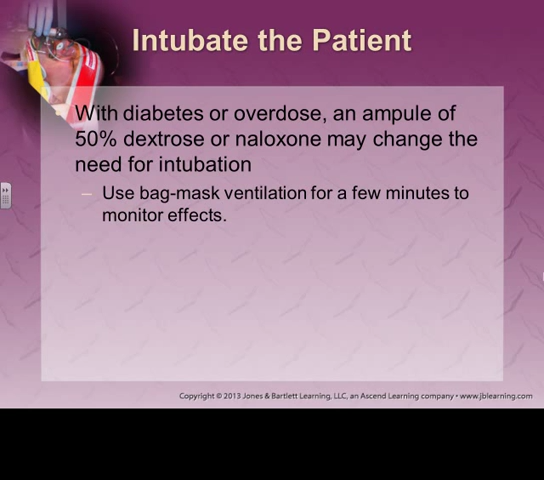 Intubate the Patient
With diabetes or overdose, an ampule of
50% dextrose or naloxone may change the
need for intubation
– Use bag-mask ventilation for a few minutes to
monitor effects.
Copyright © 2013 Jones & Bartlett Learning, LLC, an Ascend Learning company • www.jblearning.com